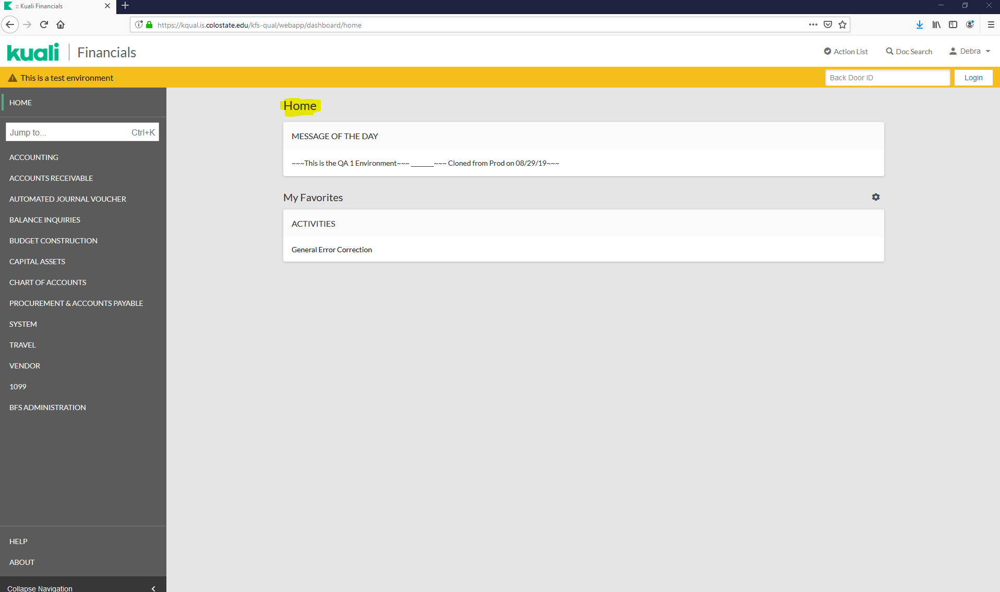 :: Kuali Financials
https://kqual.is.colostate.edu/kfs-qual/webapp/dashboard/home
kuali Financials
Action List
Doc Search
Debra
This is a test environment
Back Door ID
Login
HOME
Jump to... Ctrl+K
ACCOUNTING
ACCOUNTS RECEIVABLE
AUTOMATED JOURNAL VOUCHER
BALANCE INQUIRIES
BUDGET CONSTRUCTION
CAPITAL ASSETS
CHART OF ACCOUNTS
PROCUREMENT & ACCOUNTS PAYABLE
SYSTEM
TRAVEL
VENDOR
1099
BFS ADMINISTRATION
HELP
ABOUT
Collapse Navigation
Home
MESSAGE OF THE DAY
~~~This is the QA 1 Environment~~~ ________~~~ Cloned from Prod on 08/29/19~~~
My Favorites
ACTIVITIES
General Error Correction